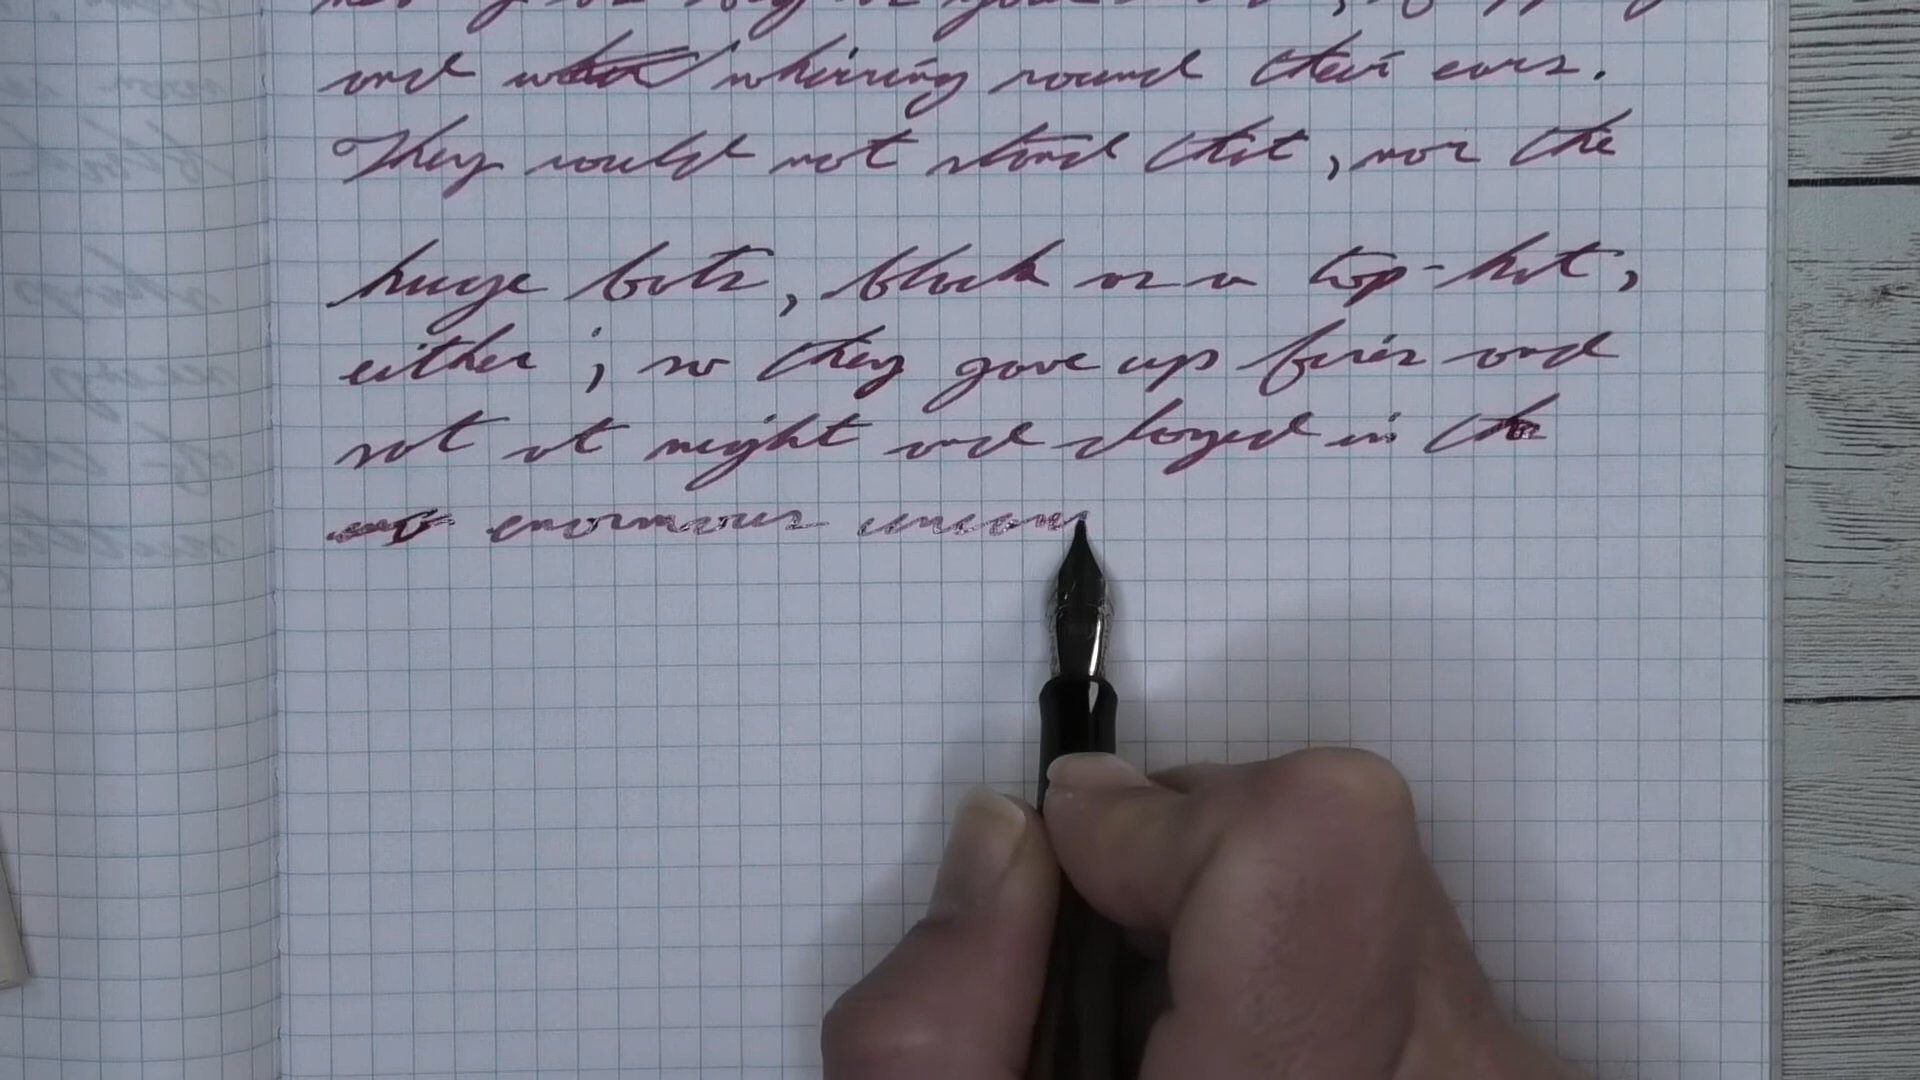 and whirring round their ears.
They could not stand that, nor the
huge bats, black as a top-hat,
either; so they gave up fires and
sat at night and dozed in the
enormous uncann